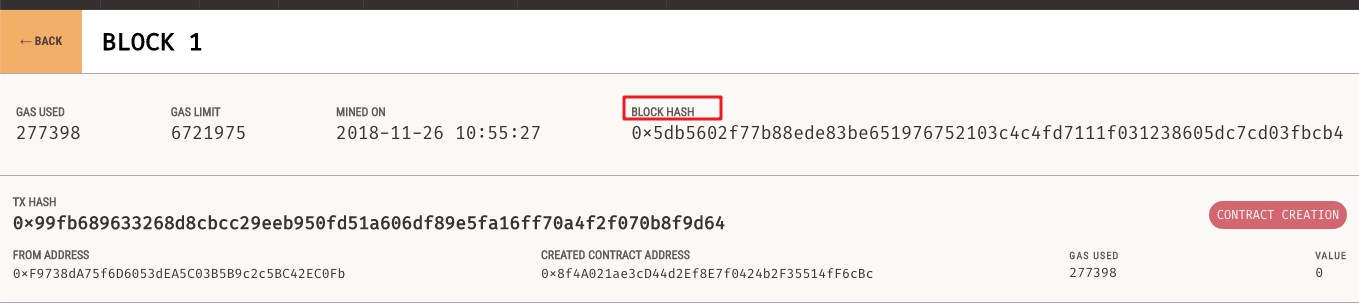 ←BACK BLOCK 1
GAS USED GAS LIMIT MINED ON BLOCK HASH
277398 6721975 2018-11-26 10:55:27 0×5db5602f77b88ede83be651976752103c4c4fd7111f031238605dc7cd03fbcb4
TX HASH
0×99fb689633268d8cbcc29eeb950fd51a606df89e5fa16ff70a4f2f070b8f9d64 CONTRACT CREATION
FROM ADDRESS CREATED CONTRACT ADDRESS GAS USED VALUE
0×F9738dA75f6D6053dEA5C03B5B9c2c5BC42EC0Fb 0×8f4A021ae3cD44d2Ef8E7f0424b2F35514fF6cBc 277398 0